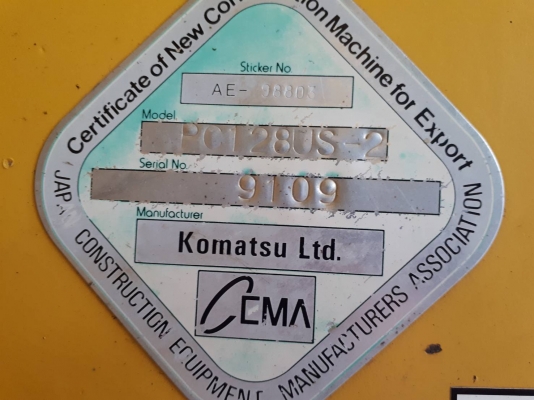 Certificate of New Construction Machine for Export
Sticker No
AE-
Model
PC128US-2
Serial No.
9109
Manufacturer
Komatsu Ltd.
CEMA
JAPAN CONSTRUCTION EQUIPMENT MANUFACTURERS ASSOCIATION